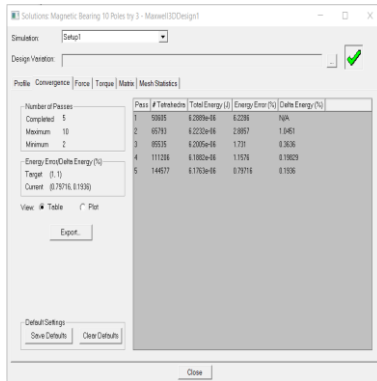 Solutions: Magnetic Bearing 10 Poles try 3 - Maxwell3DDesign1
Simulation: Setup1
Design Variation:
...
Profile Convergence Force Torque Matrix Mesh Statistics
Number of Passes
Completed 5
Maximum 10
Minimum 2
Energy Error/Delta Energy (%)
Target (1, 1)
Current (0.79716, 0.1936)
View: Table Plot
Export...
Default Settings
Save Defaults Clear Defaults
Pass # Tetrahedra Total Energy (J) Energy Error (%) Delta Energy (%)
1 50605 6.2889e-06 6.2286 N/A
2 65793 6.2232e-06 2.8857 1.0451
3 85535 6.2005e-06 1.731 0.3636
4 111206 6.1882e-06 1.1576 0.19829
5 144577 6.1763e-06 0.79716 0.1936
Close